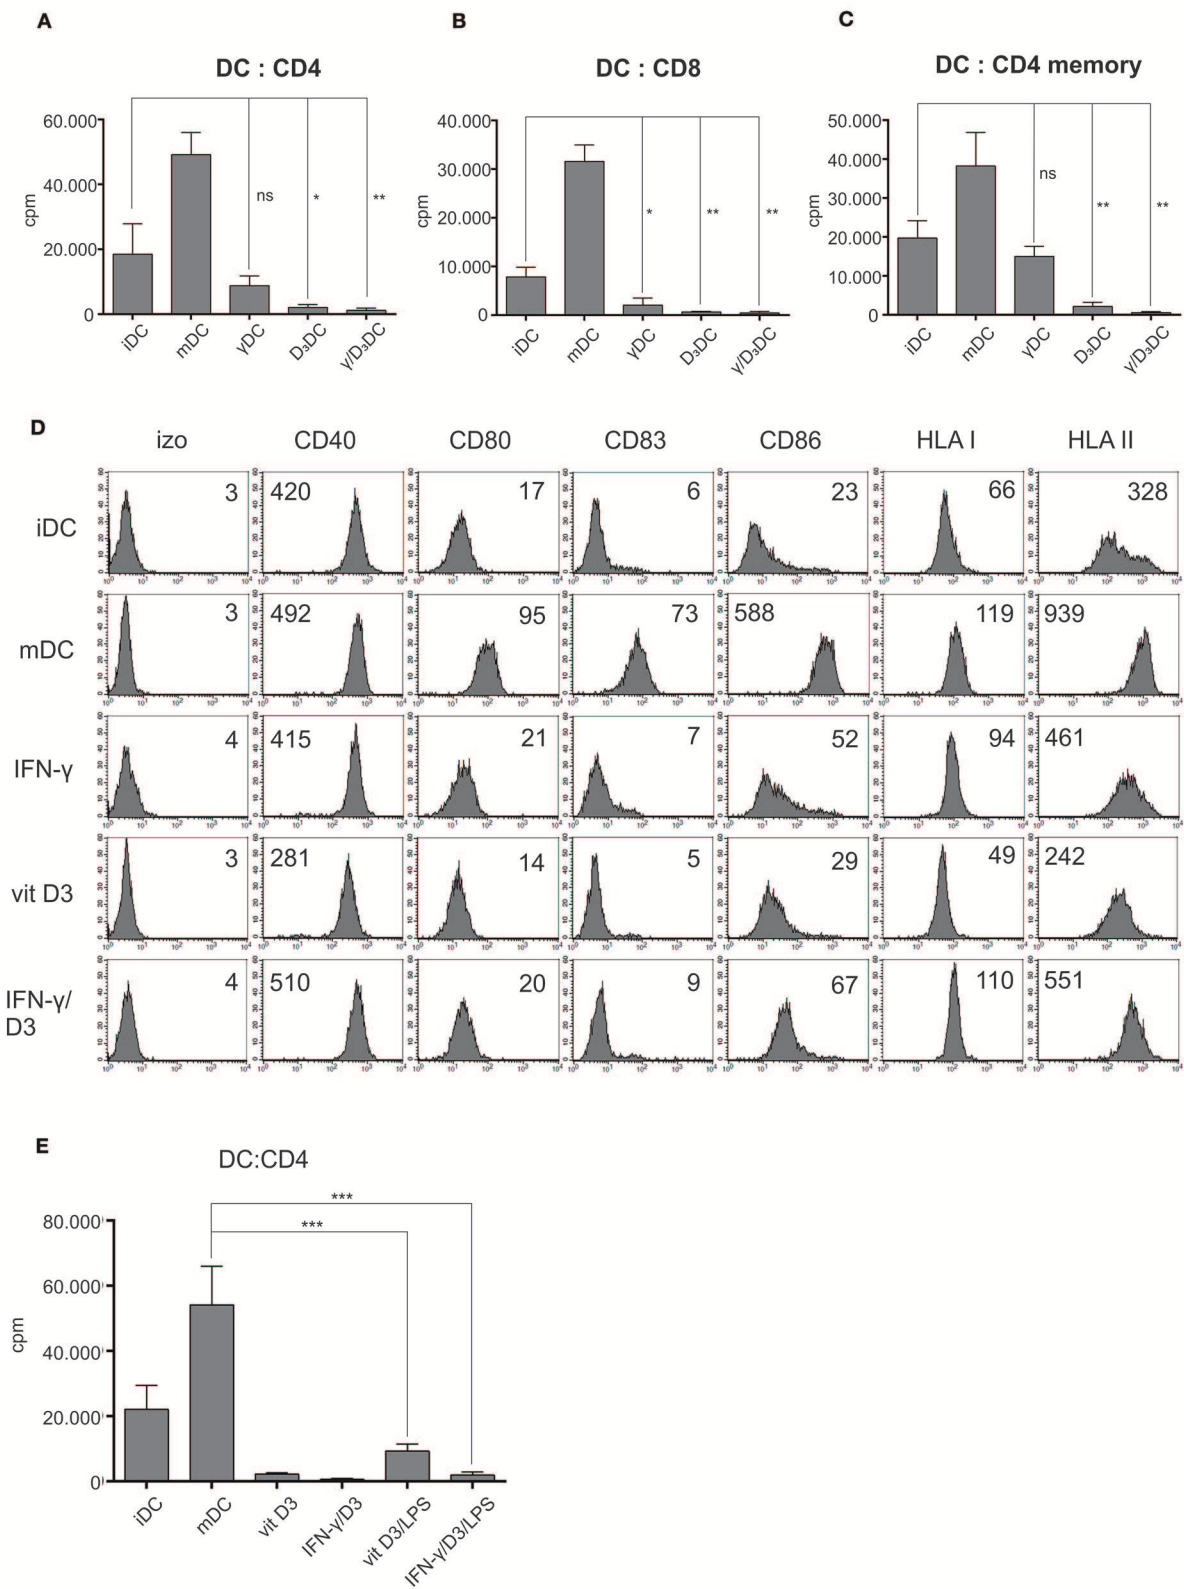 A
B
C
DC : CD4
DC : CD8
DC : CD4 memory
60.000
40.000
20.000
0
cpm
ns
*
**
iDC
mDC
γDC
D₃DC
γ/D₃DC
40.000
30.000
20.000
10.000
0
cpm
*
**
**
iDC
mDC
γDC
D₃DC
γ/D₃DC
50.000
40.000
30.000
20.000
10.000
0
cpm
ns
**
**
iDC
mDC
γDC
D₃DC
γ/D₃DC
D
izo CD40 CD80 CD83 CD86 HLA I HLA II
iDC 3 420 17 6 23 66 328
mDC 3 492 95 73 588 119 939
IFN-γ 4 415 21 7 52 94 461
vit D3 3 281 14 5 29 49 242
IFN-γ/
D3 4 510 20 9 67 110 551
E
DC:CD4
***
***
80.000
60.000
40.000
20.000
0
cpm
iDC
mDC
vit D3
IFN-γ/D3
vit D3/LPS
IFN-γ/D3/LPS